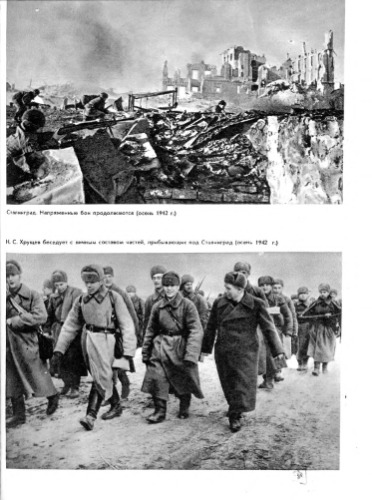 Сталинград. Напряженные бои продолжаются (осень 1942 г.)
Н. С. Хрущев беседует с личным составом частей, прибывающих под Сталинград (осень 1942 г.)